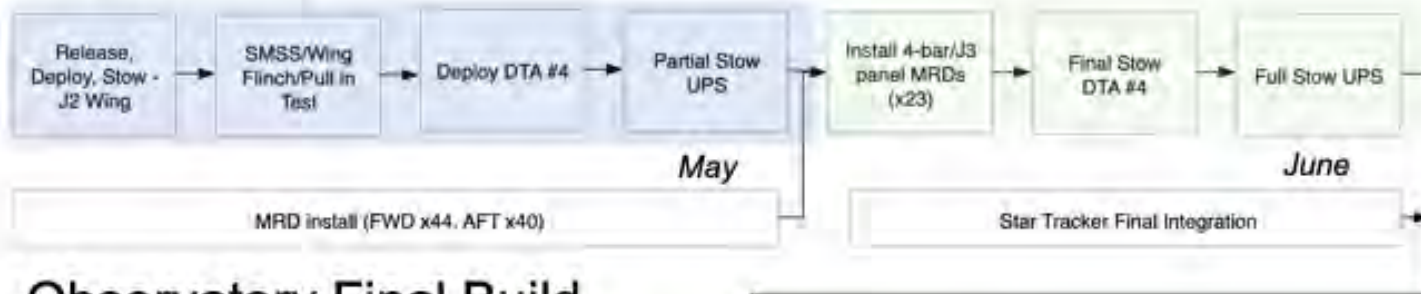 Release,
Deploy, Stow -
J2 Wing
SMSS/Wing
Flinch/Pull in
Test
Deploy DTA #4
Partial Stow
UPS
Install 4-bar/J3
panel MRDs
(x23)
Final Stow
DTA #4
Full Stow UPS
May
June
MRD install (FWD x44. AFT x40)
Star Tracker Final Integration
Observatory Final Build